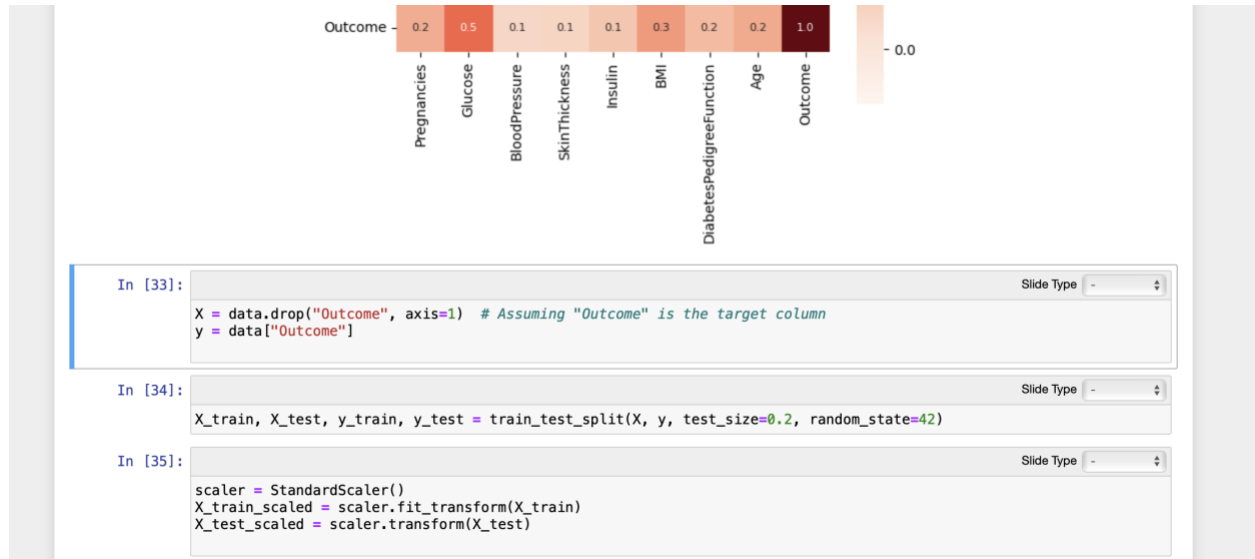 Outcome - 0.2 0.5 0.1 0.1 0.1 0.3 0.2 0.2 1.0
- 0.0
Pregnancies
Glucose
BloodPressure
SkinThickness
Insulin
BMI
DiabetesPedigreeFunction
Age
Outcome
In [33]:
Slide Type -
X = data.drop("Outcome", axis=1)  # Assuming "Outcome" is the target column
y = data["Outcome"]
In [34]:
Slide Type -
X_train, X_test, y_train, y_test = train_test_split(X, y, test_size=0.2, random_state=42)
In [35]:
Slide Type -
scaler = StandardScaler()
X_train_scaled = scaler.fit_transform(X_train)
X_test_scaled = scaler.transform(X_test)